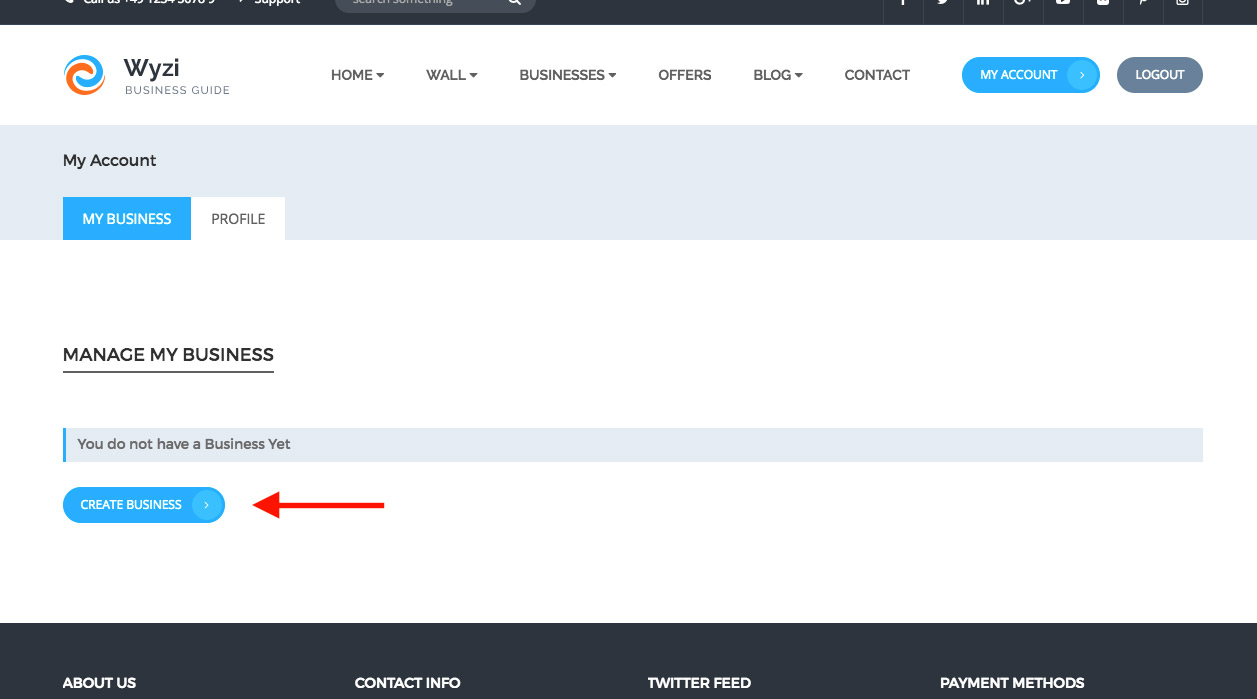 Call us +49 1234 5678 9 Support search something
Wyzi
BUSINESS GUIDE
HOME WALL BUSINESSES OFFERS BLOG CONTACT MY ACCOUNT LOGOUT
My Account
MY BUSINESS PROFILE
MANAGE MY BUSINESS
You do not have a Business Yet
CREATE BUSINESS
ABOUT US CONTACT INFO TWITTER FEED PAYMENT METHODS